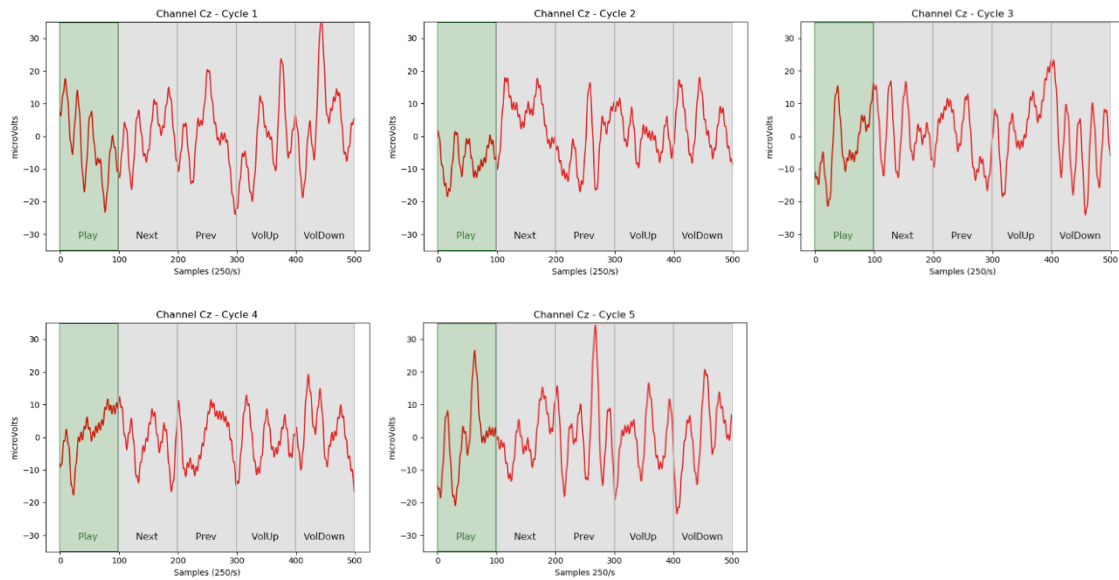 Channel Cz - Cycle 1
microVolts
30
20
10
0
−10
−20
−30
Play Next Prev VolUp VolDown
0 100 200 300 400 500
Samples (250/s)
Channel Cz - Cycle 2
microVolts
30
20
10
0
−10
−20
−30
Play Next Prev VolUp VolDown
0 100 200 300 400 500
Samples (250/s)
Channel Cz - Cycle 3
microVolts
30
20
10
0
−10
−20
−30
Play Next Prev VolUp VolDown
0 100 200 300 400 500
Samples (250/s)
Channel Cz - Cycle 4
microVolts
30
20
10
0
−10
−20
−30
Play Next Prev VolUp VolDown
0 100 200 300 400 500
Samples (250/s)
Channel Cz - Cycle 5
microVolts
30
20
10
0
−10
−20
−30
Play Next Prev VolUp VolDown
0 100 200 300 400 500
Samples 250/s)